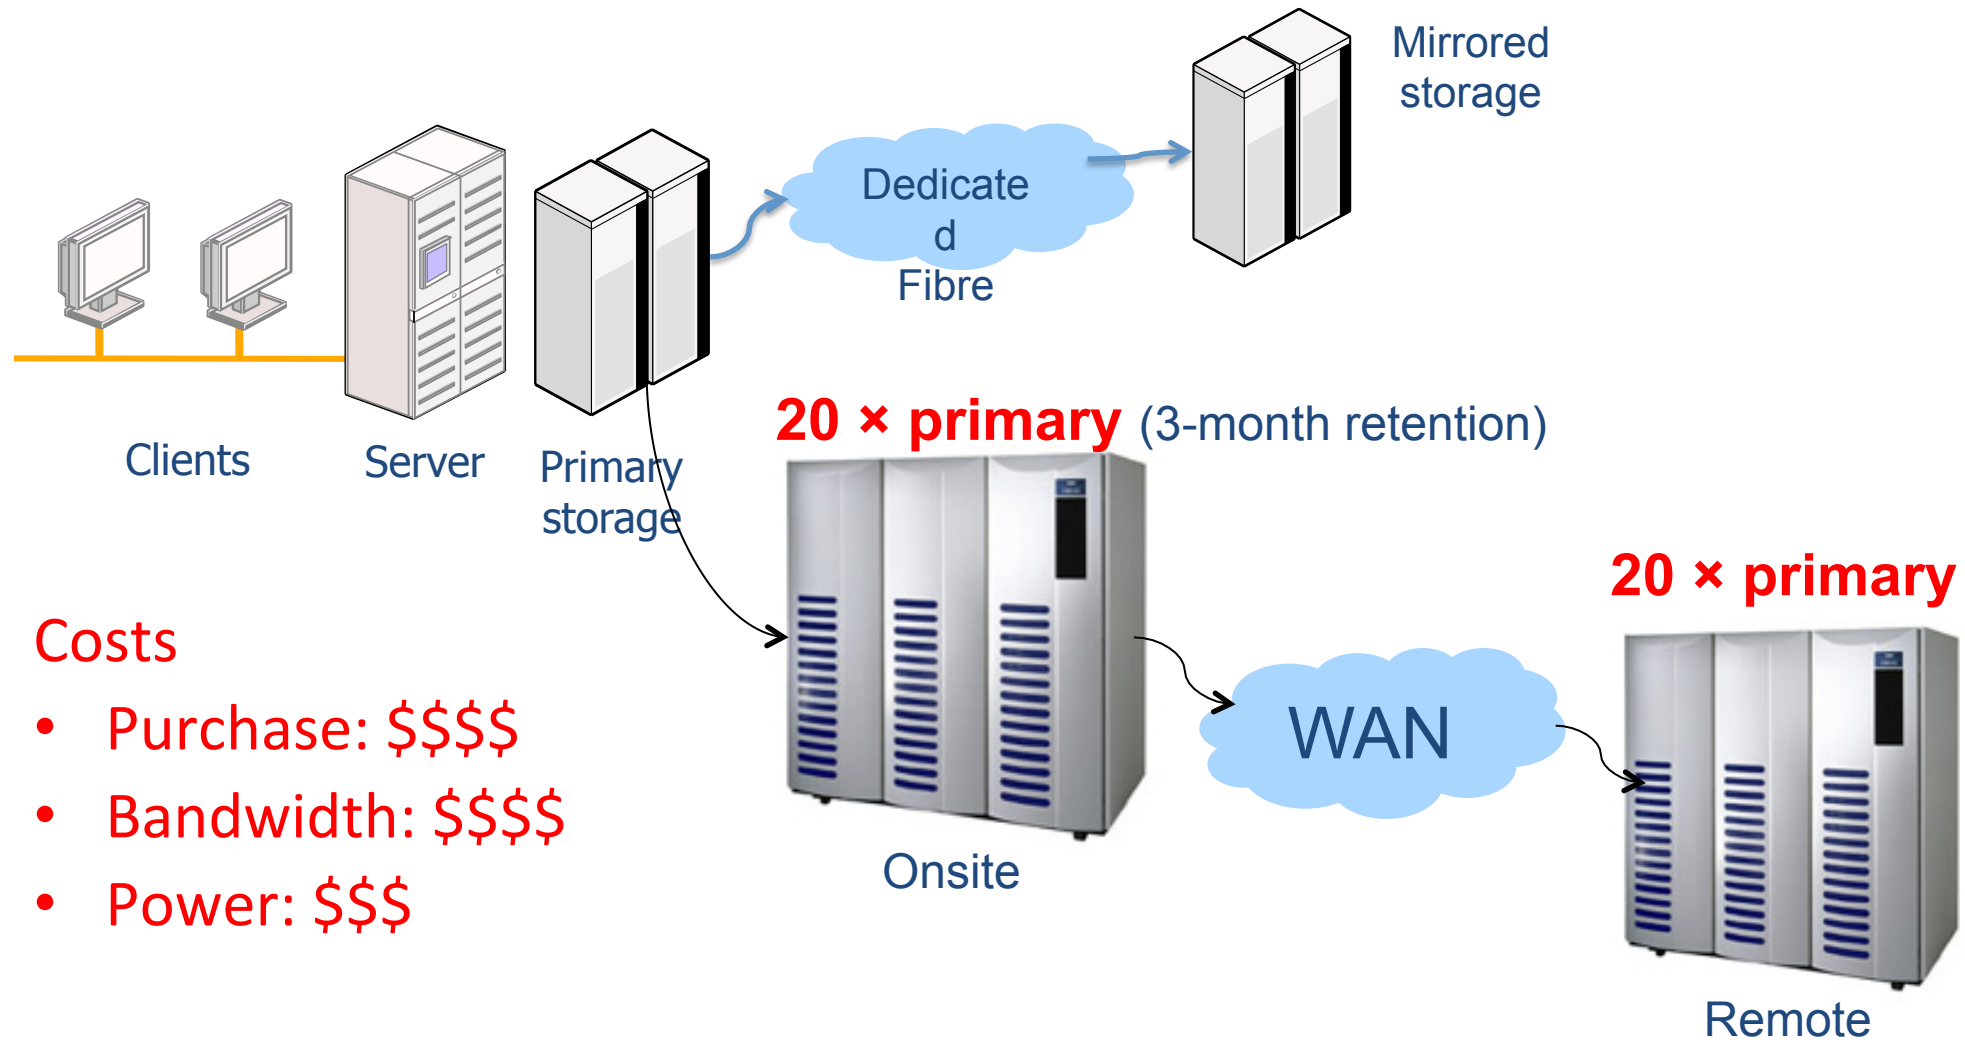 Mirrored
storage
Dedicate
d
Fibre
Clients
Server
Primary
storage
20 × primary (3-month retention)
20 × primary
Costs
• Purchase: $$$$
• Bandwidth: $$$$
• Power: $$$
WAN
Onsite
Remote